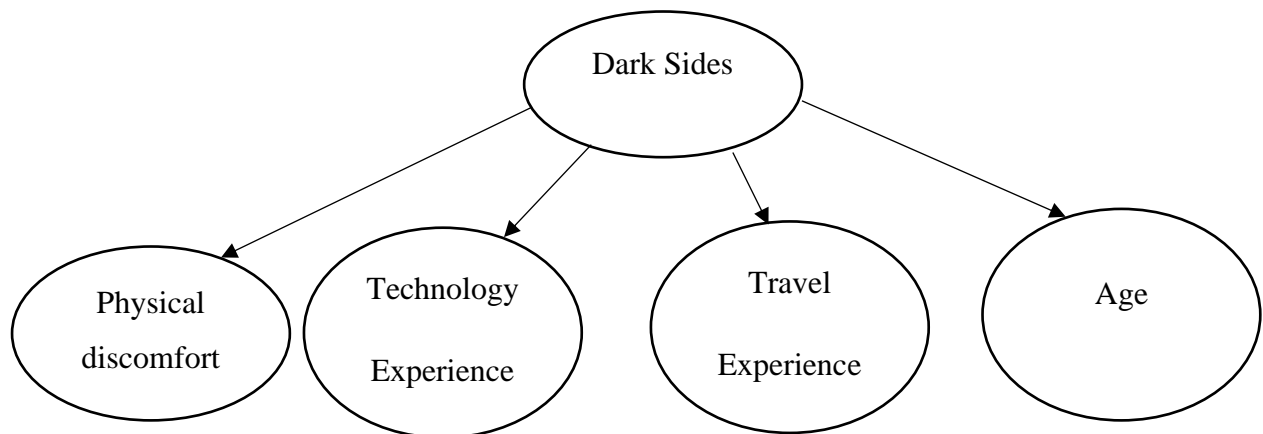 Dark Sides
Physical
discomfort
Technology
Experience
Travel
Experience
Age